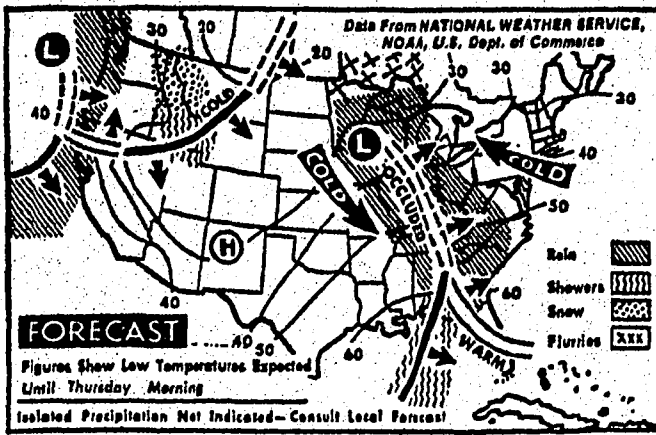 Data From NATIONAL WEATHER SERVICE,
NOAA, U.S. Dept. of Commerce
L
30
20
20
30
30
30
40
COLD
L
COLD
OCCLUDED
COLD
40
50
H
60
40
40
50
60
WARM
Rain
Showers
Snow
Flurries
XXX
FORECAST
Figures Show Low Temperatures Expected
Until Thursday Morning
Isolated Precipitation Not Indicated— Consult Local Forecast